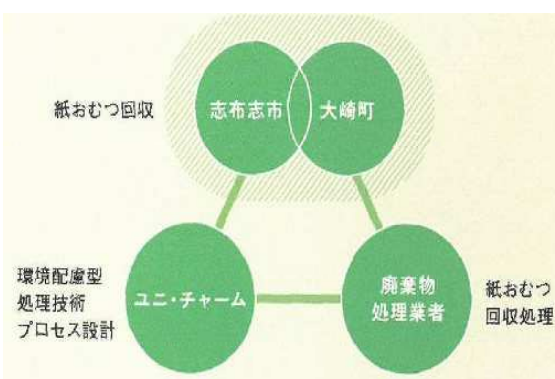 紙おむつ回収
志布志市
大崎町
環境配慮型
処理技術
プロセス設計
ユニ・チャーム
廃棄物
処理業者
紙おむつ
回収処理